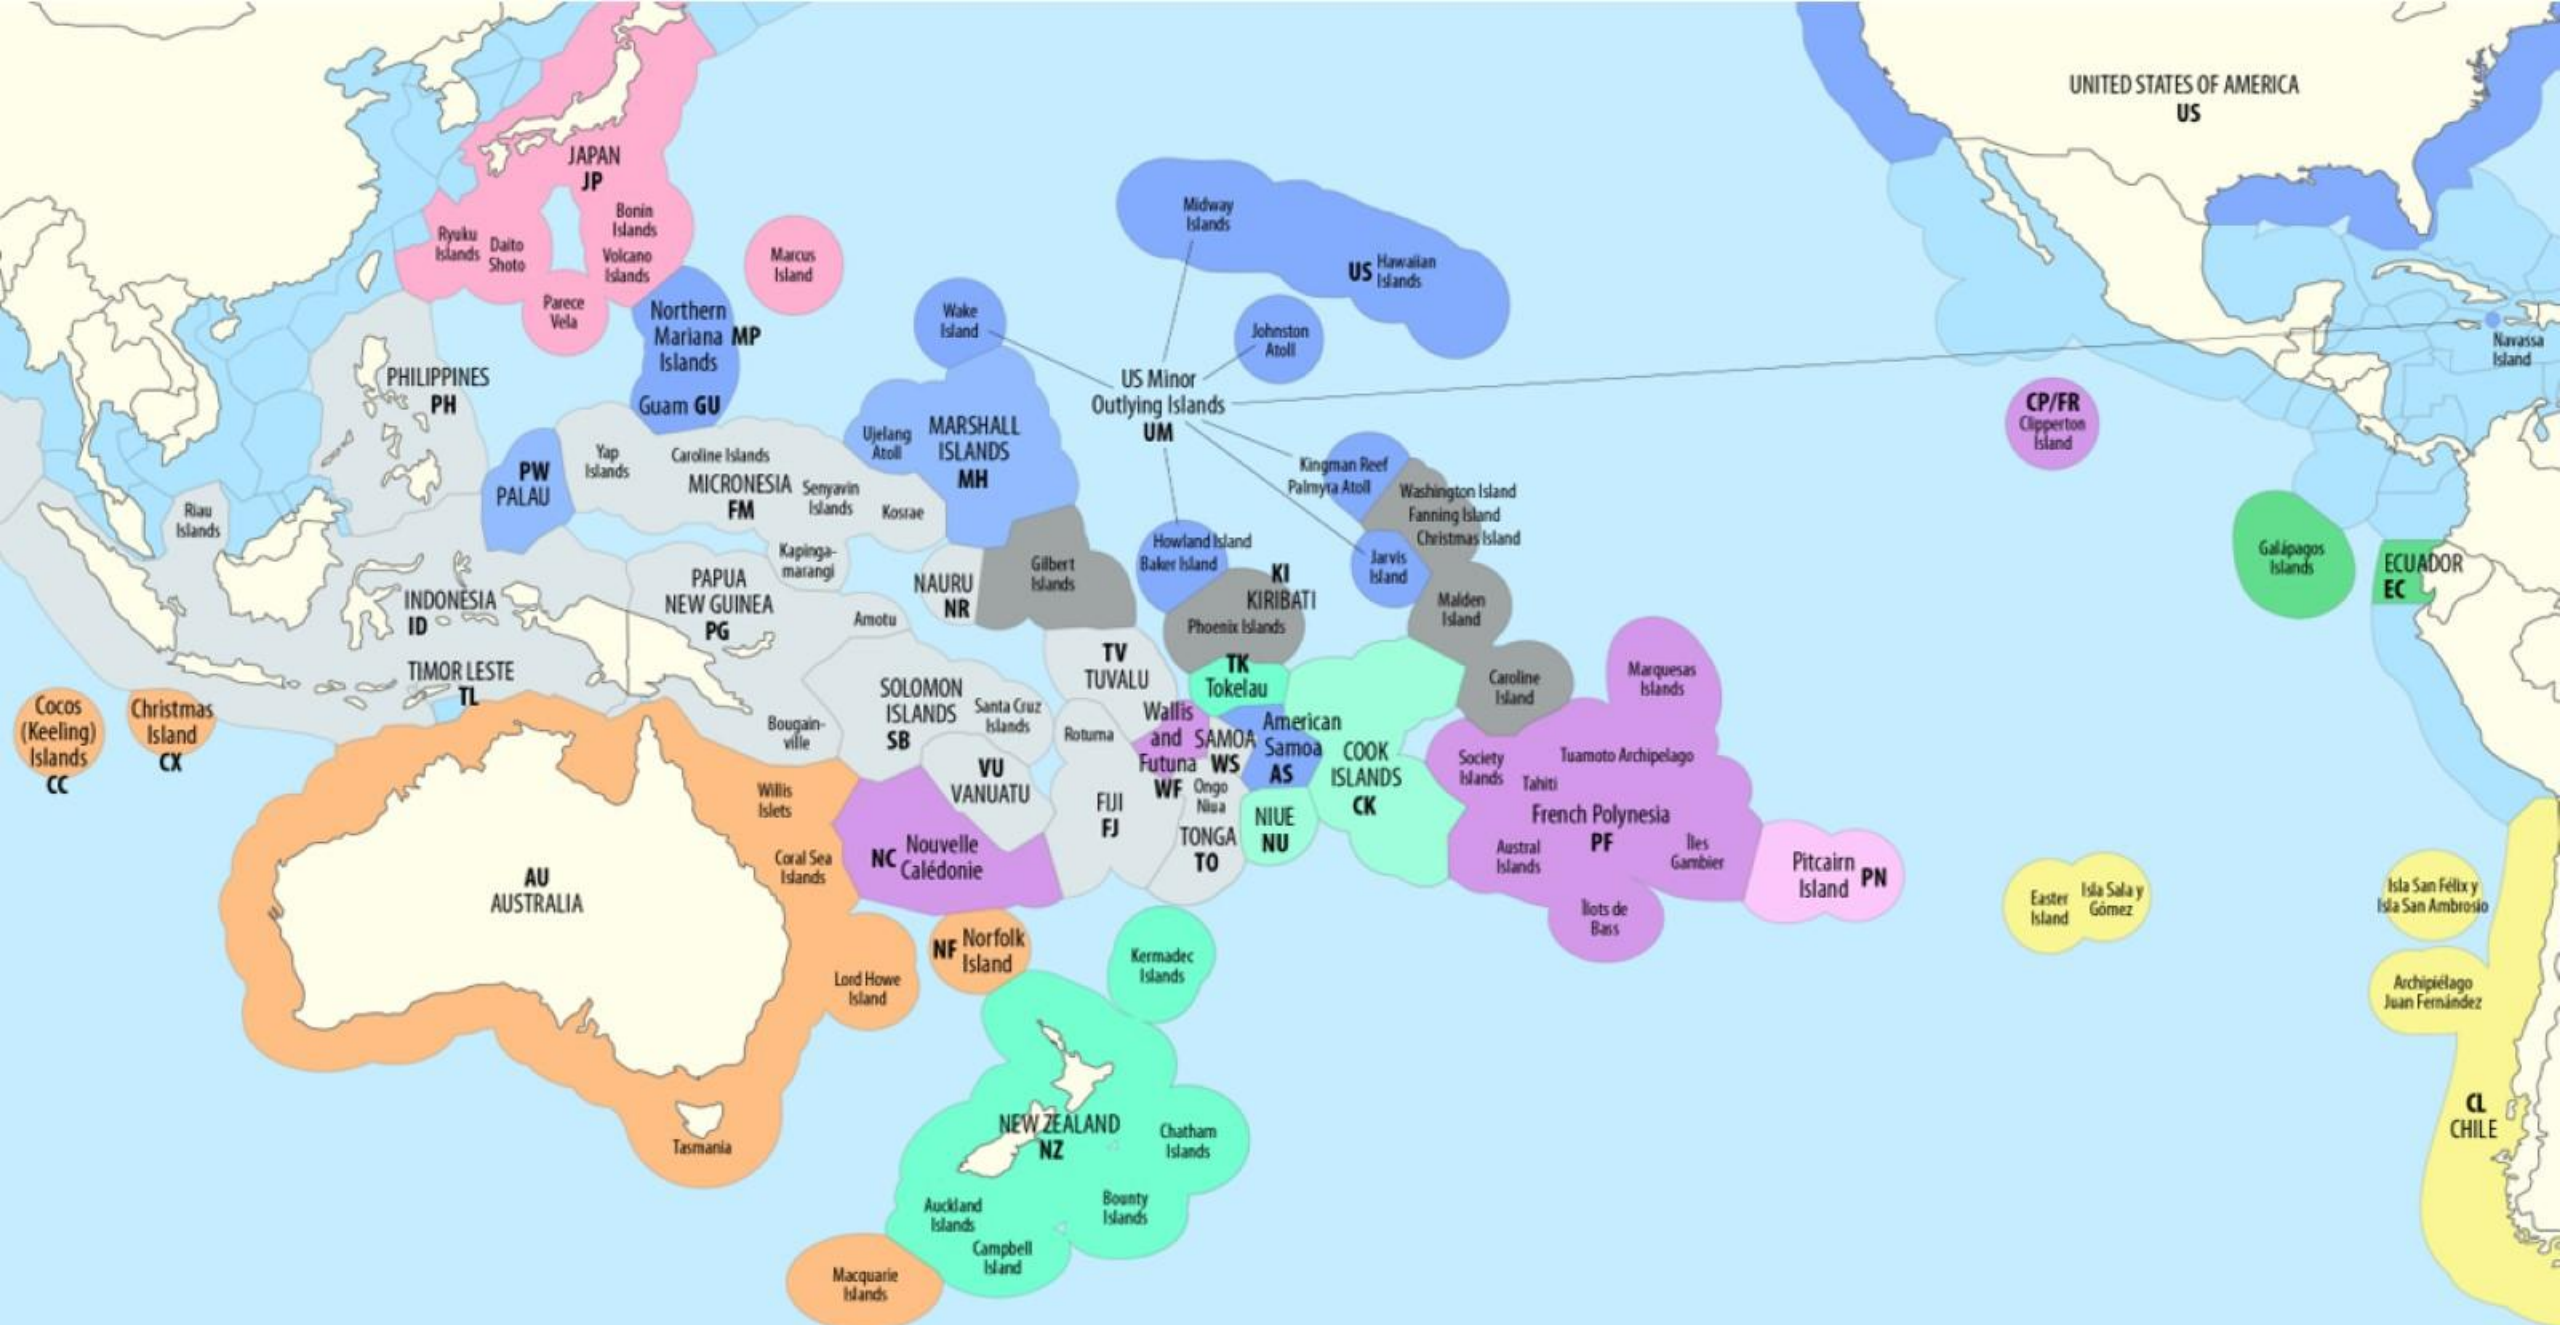 UNITED STATES OF AMERICA
US
JAPAN
JP
Bonin
Islands
Ryuku
Islands
Daito
Shoto
Volcano
Islands
Marcus
Island
Parece
Vela
Midway
Islands
US
Hawaiian
Islands
Northern
Mariana MP
Islands
Guam GU
Wake
Island
Johnston
Atoll
Navassa
Island
PHILIPPINES
PH
US Minor
Outlying Islands
UM
CP/FR
Clipperton
Island
PW
PALAU
Yap
Islands
Caroline Islands
MICRONESIA
FM
Senyavin
Islands
Kosrae
Ujelang
Atoll
MARSHALL
ISLANDS
MH
Kingman Reef
Palmyra Atoll
Washington Island
Fanning Island
Christmas Island
Riau
Islands
Kapinga-
marangi
NAURU
NR
Gilbert
Islands
Howland Island
Baker Island
KI
KIRIBATI
Phoenix Islands
Jarvis
Island
Malden
Island
Galápagos
Islands
ECUADOR
EC
INDONESIA
ID
PAPUA
NEW GUINEA
PG
Amotu
TIMOR LESTE
TL
TV
TUVALU
TK
Tokelau
Caroline
Island
Marquesas
Islands
Cocos
(Keeling)
Islands
CC
Christmas
Island
CX
Bougain-
ville
SOLOMON
ISLANDS
SB
Santa Cruz
Islands
Rotuma
Wallis
and
Futuna
WF
SAMOA
WS
American
Samoa
AS
COOK
ISLANDS
CK
Society
Islands
Tuamoto Archipelago
Tahiti
French Polynesia
PF
Austral
Islands
Îles
Gambier
Îlots de
Bass
Pitcairn
Island PN
VU
VANUATU
FIJI
FJ
Ongo
Niua
TONGA
TO
NIUE
NU
Willis
Islets
Coral Sea
Islands
NC
Nouvelle
Calédonie
AU
AUSTRALIA
Easter
Island
Isla Sala y
Gómez
Isla San Félix y
Isla San Ambrosio
NF
Norfolk
Island
Kermadec
Islands
Lord Howe
Island
Archipiélago
Juan Fernández
CL
CHILE
Tasmania
NEW ZEALAND
NZ
Chatham
Islands
Auckland
Islands
Bounty
Islands
Campbell
Island
Macquarie
Islands